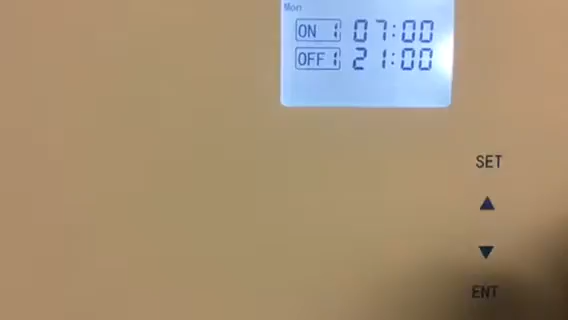 Mon
ON 1 07:00
OFF 1 21:00
SET
▲
▼
ENT